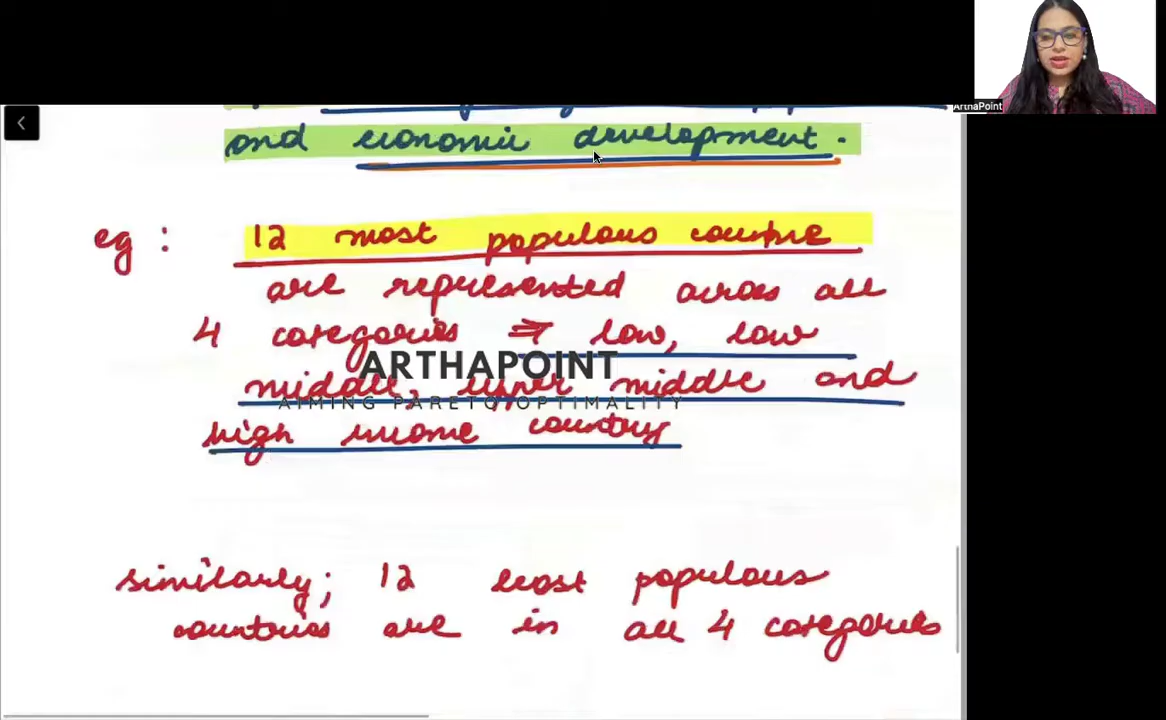 ArthaPoint
and economic development.
eg : 12 most populous countrie
are represented across all
4 categories ⇒ low, low
ARTHAPOINT
middle, upper middle and
AIMING PARETO OPTIMALITY
high income country
similarly; 12 least populous
countries are in all 4 categories